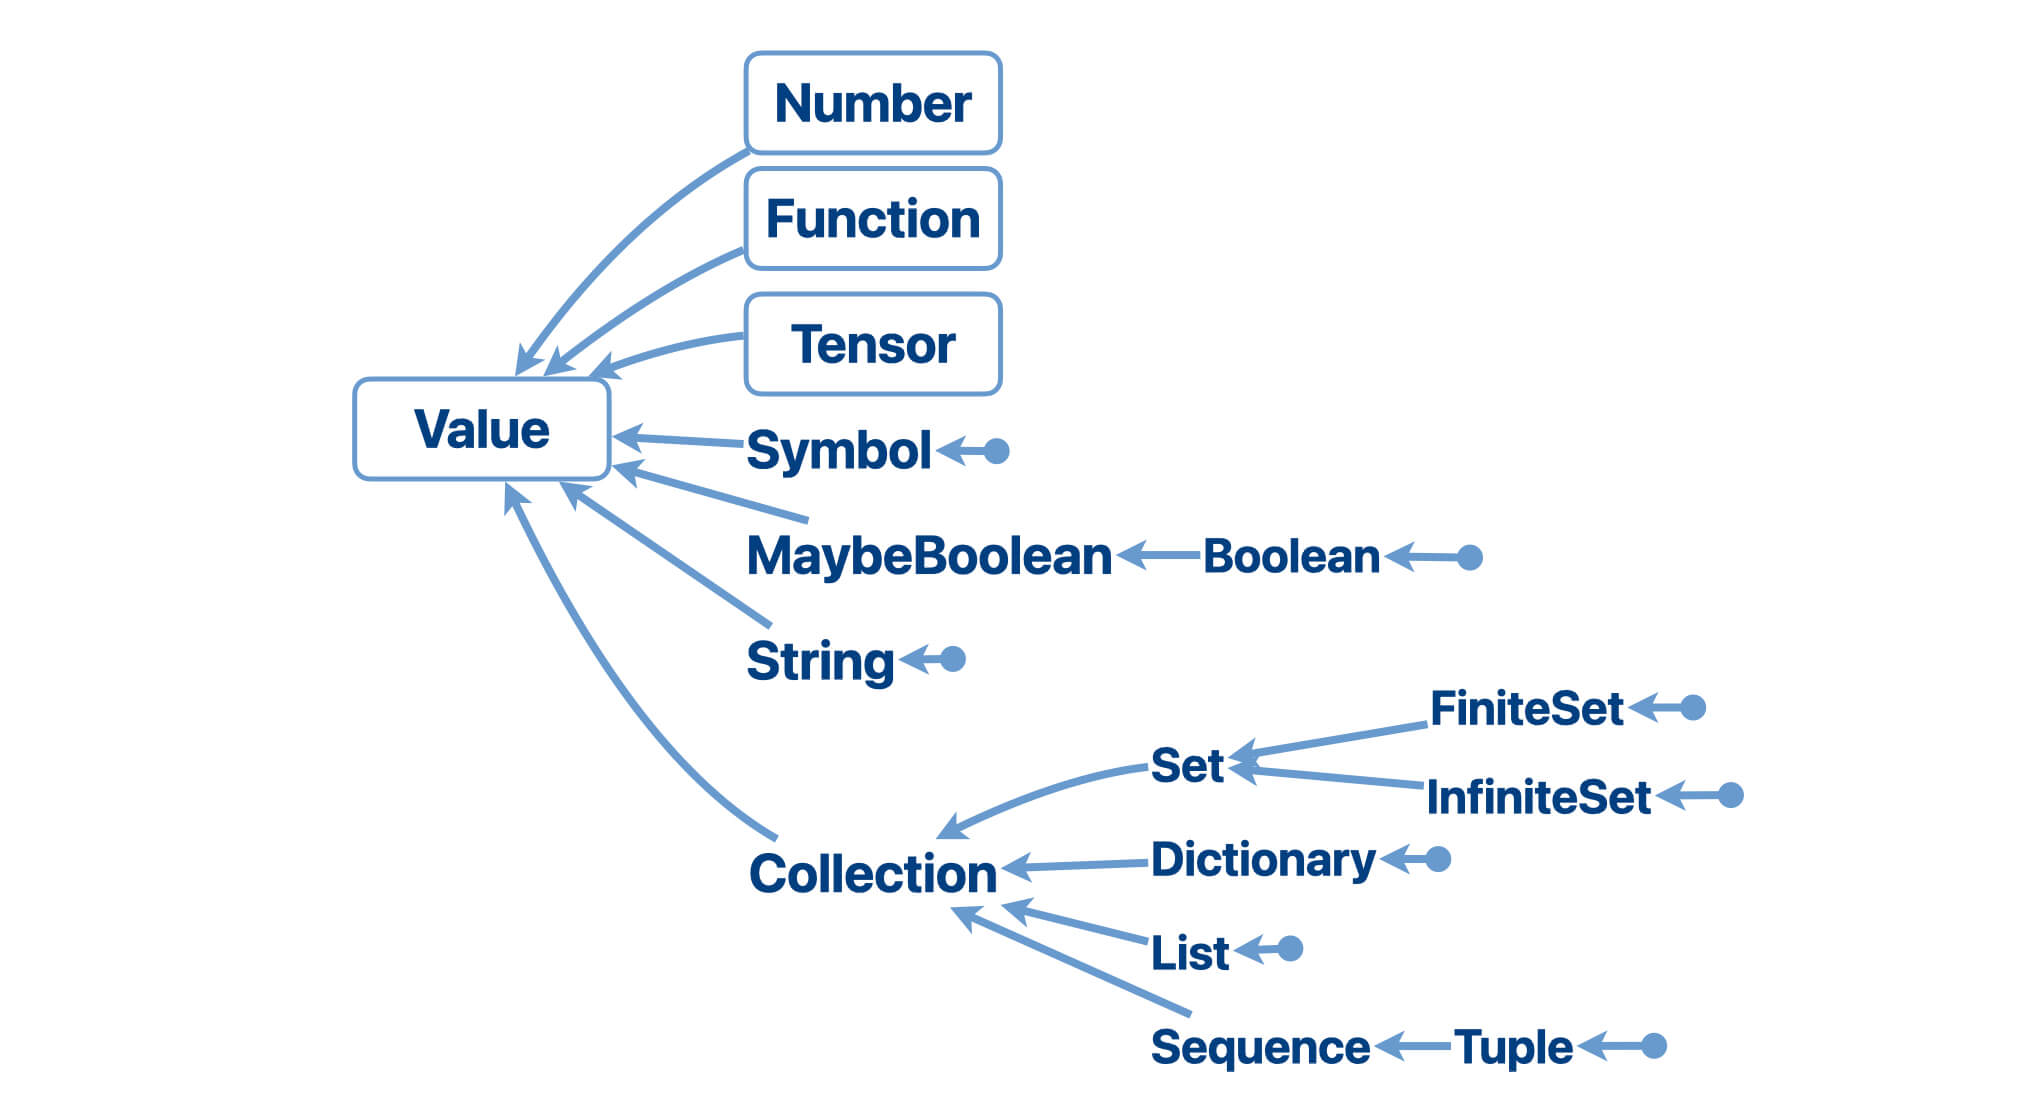 Number
Function
Tensor
Value
Symbol
MaybeBoolean
Boolean
String
FiniteSet
Set
InfiniteSet
Dictionary
Collection
List
Sequence
Tuple